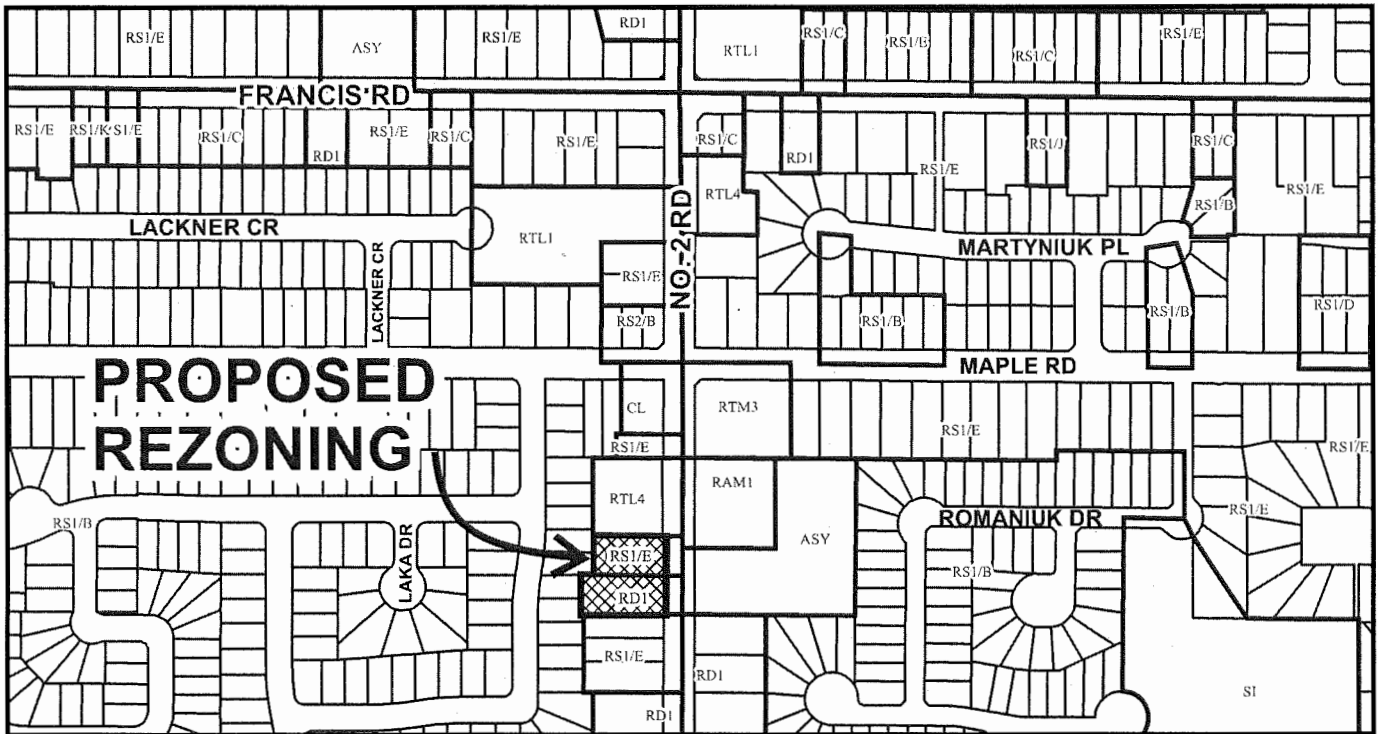 RS1/E
ASY
RS1/E
RD1
RTL1
RS1/C
RS1/E
RS1/C
RS1/E
FRANCIS RD
RS1/E
RS1/K
RS1/C
RD1
RS1/E
RS1/C
RS1/E
RS1/C
RD1
RS1/E
RS1/J
RS1/C
RS1/E
RS1/B
LACKNER CR
RTL1
RTL4
NO. 2 RD
MARTYNIUK PL
LACKNER CR
RS1/E
RS2/B
RS1/B
RS1/B
RS1/D
MAPLE RD
PROPOSED
REZONING
CL
RTM3
RS1/E
RS1/E
RS1/E
RTL4
RAM1
ASY
ROMANIUK DR
RS1/E
RS1/B
LAKA DR
RS1/E
RS1/B
RD1
RS1/E
RD1
RD1
SI